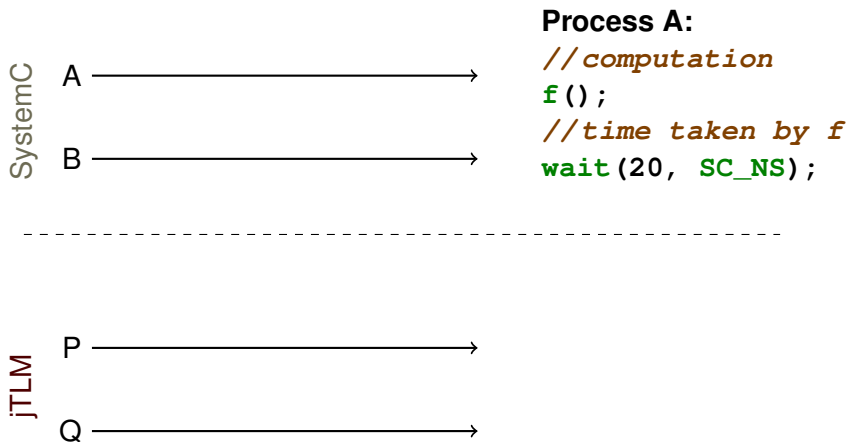 SystemC
A
B
Process A:
//computation
f();
//time taken by f
wait(20, SC_NS);
jTLM
P
Q